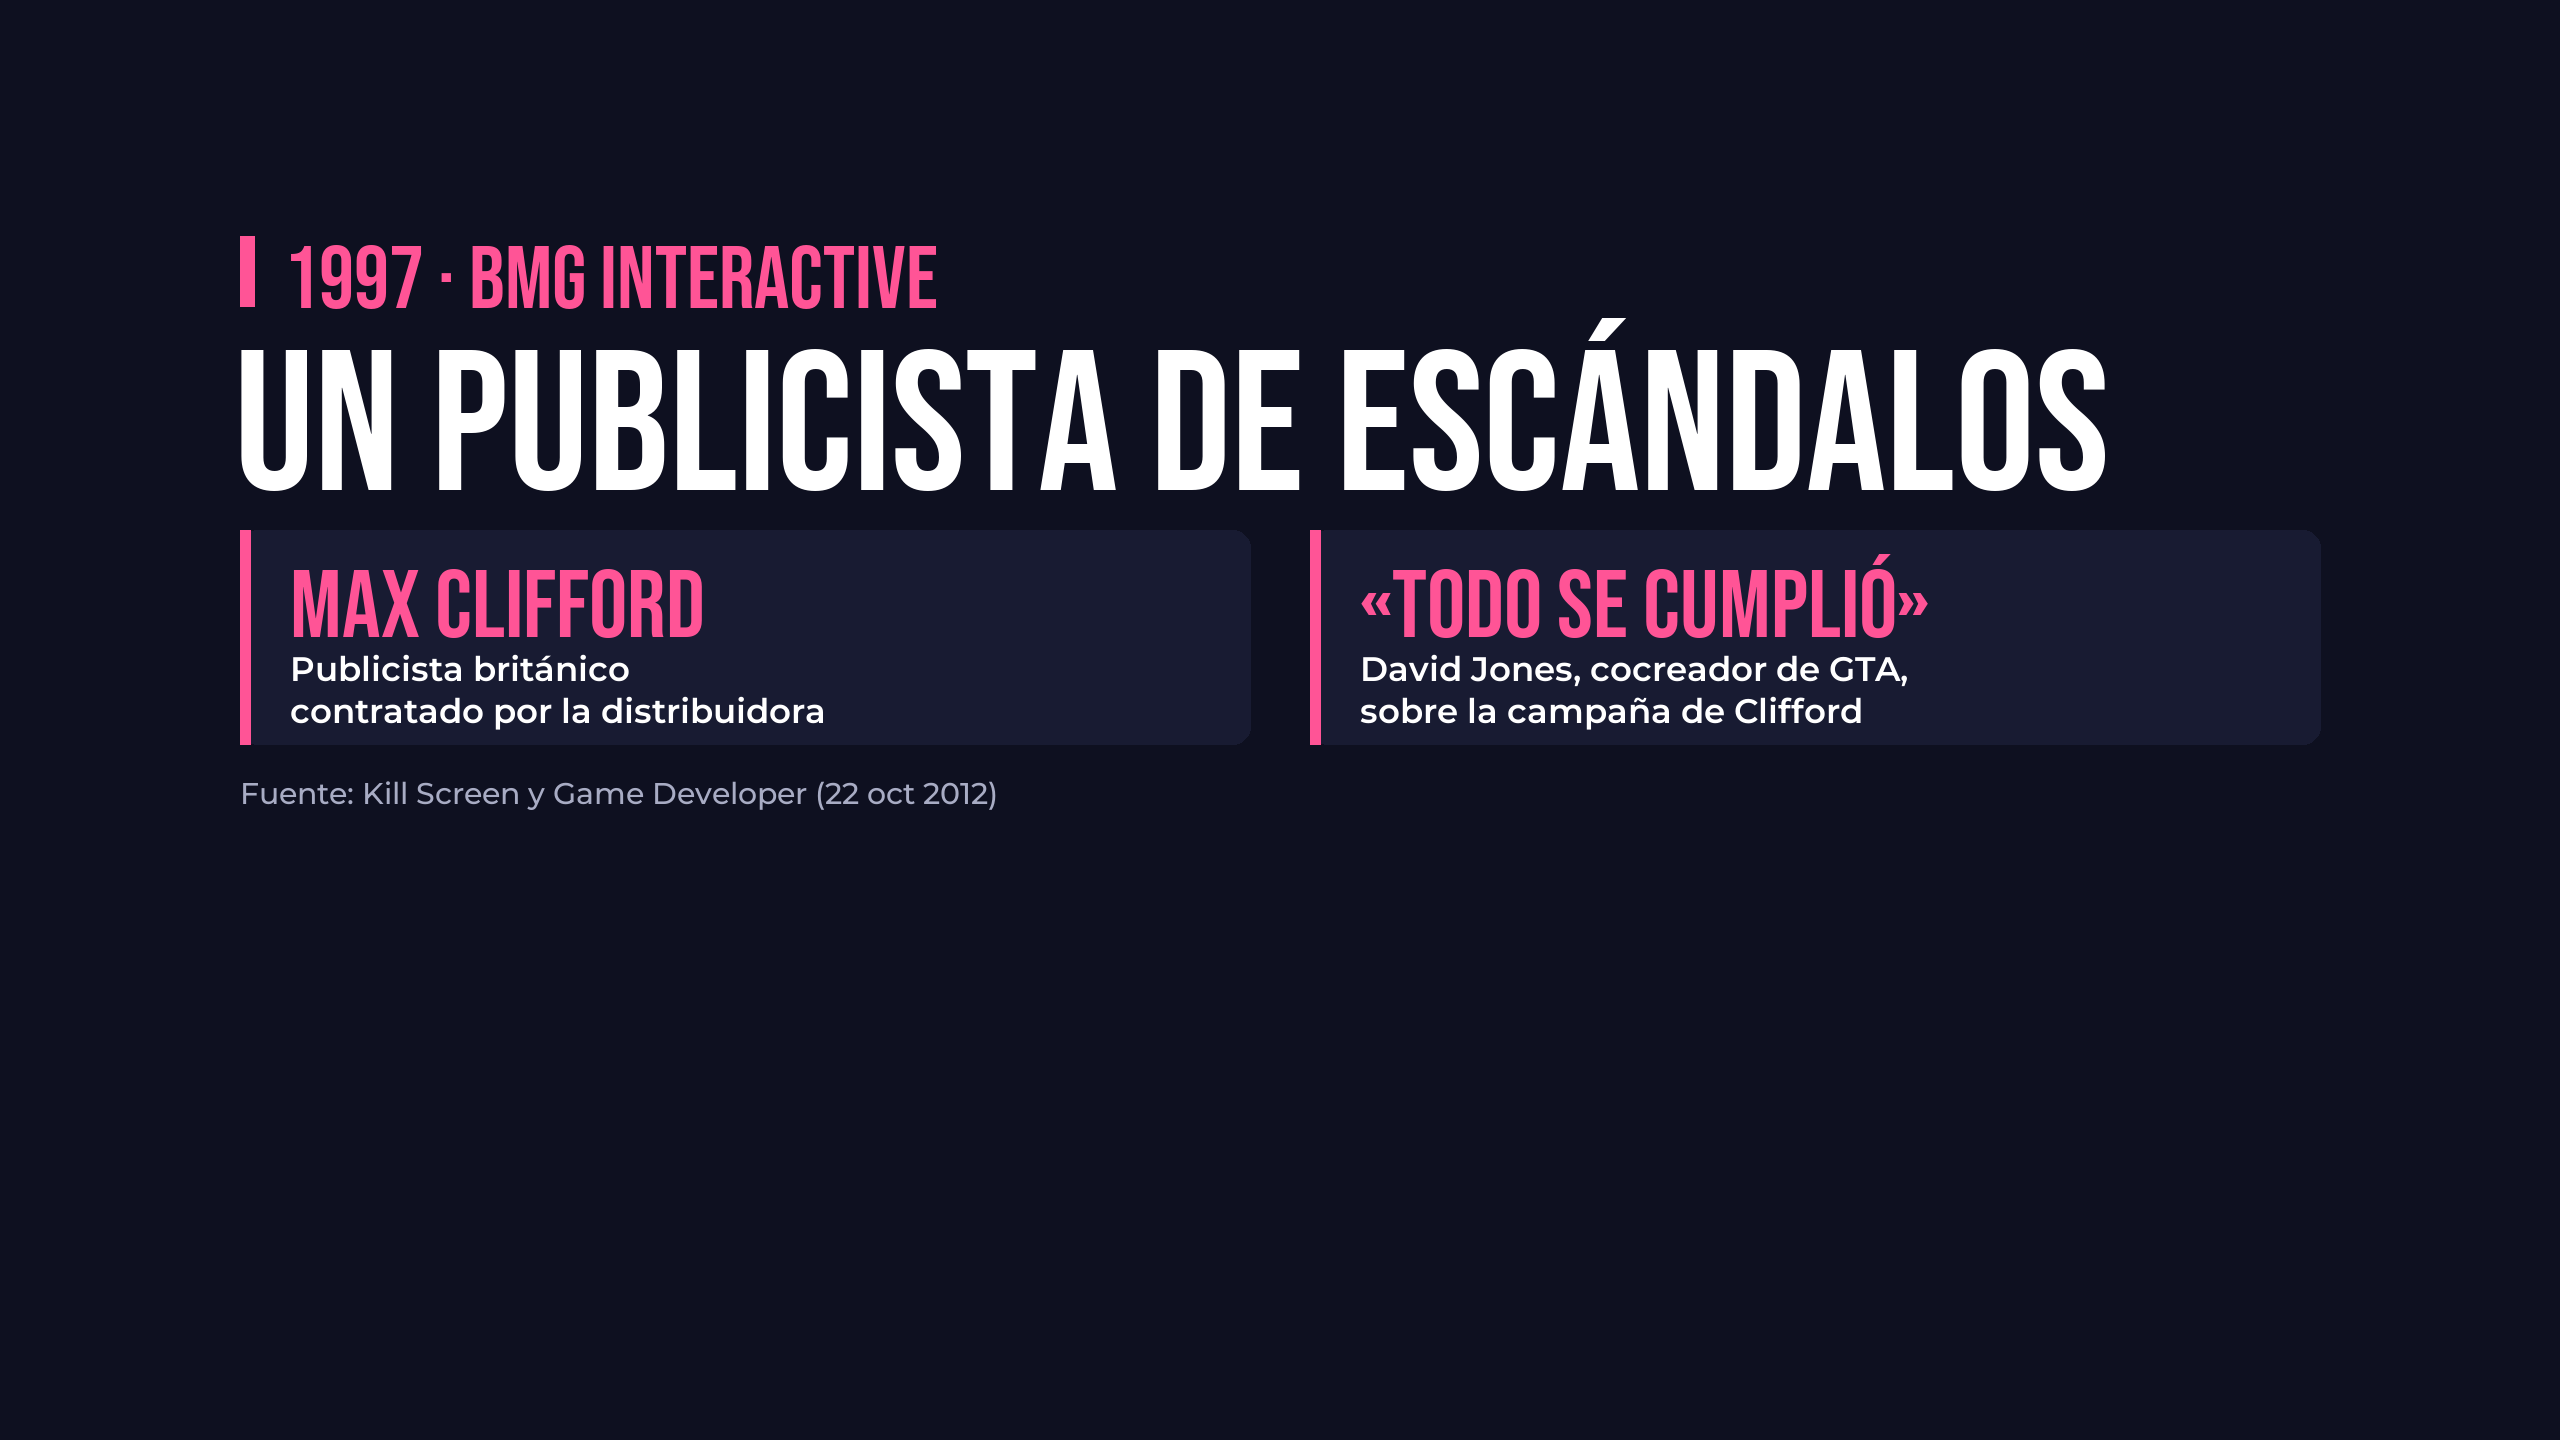 1997 · BMG INTERACTIVE
UN PUBLICISTA DE ESCÁNDALOS
MAX CLIFFORD
Publicista británico
contratado por la distribuidora
«TODO SE CUMPLIÓ»
David Jones, cocreador de GTA,
sobre la campaña de Clifford
Fuente: Kill Screen y Game Developer (22 oct 2012)